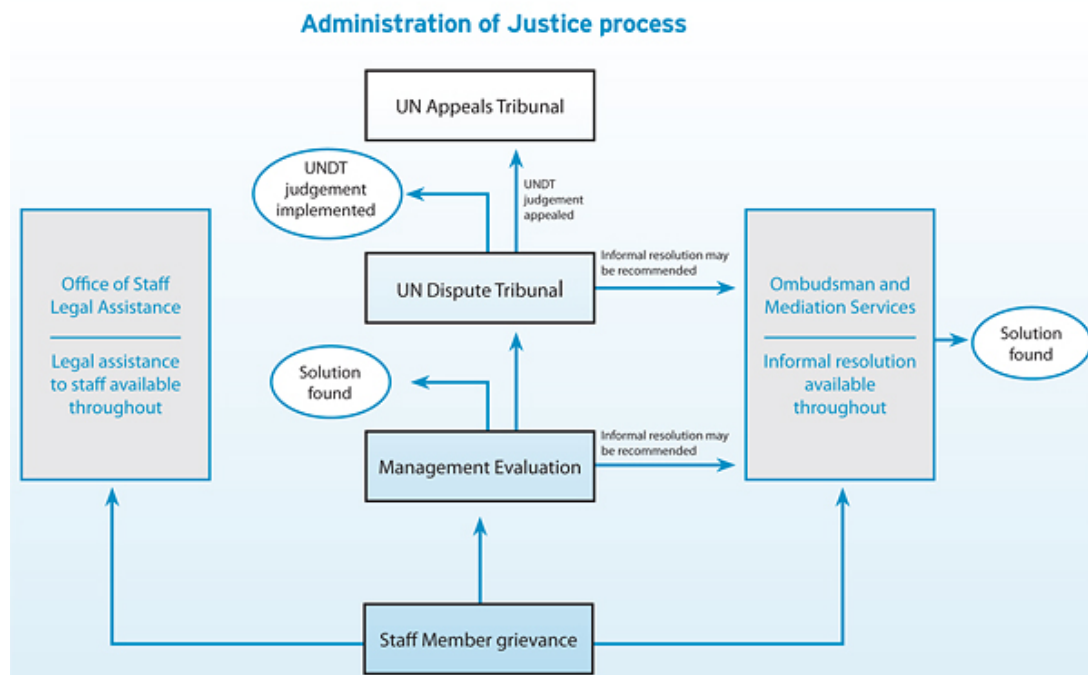 Administration of Justice process
UN Appeals Tribunal
UNDT
judgement
implemented
UNDT
judgement
appealed
Office of Staff
Legal Assistance
Legal assistance
to staff available
throughout
UN Dispute Tribunal
Informal resolution may
be recommended
Ombudsman and
Mediation Services
Informal resolution
available
throughout
Solution
found
Solution
found
Management Evaluation
Informal resolution may
be recommended
Staff Member grievance